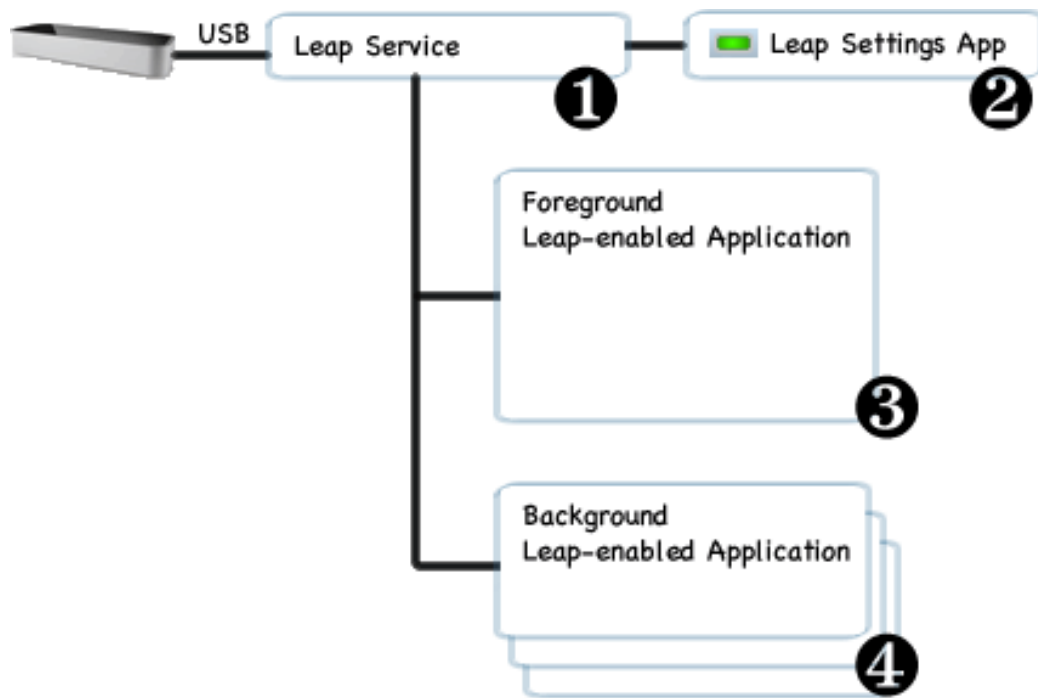 USB
Leap Service
Leap Settings App
1
2
Foreground
Leap-enabled Application
3
Background
Leap-enabled Application
4